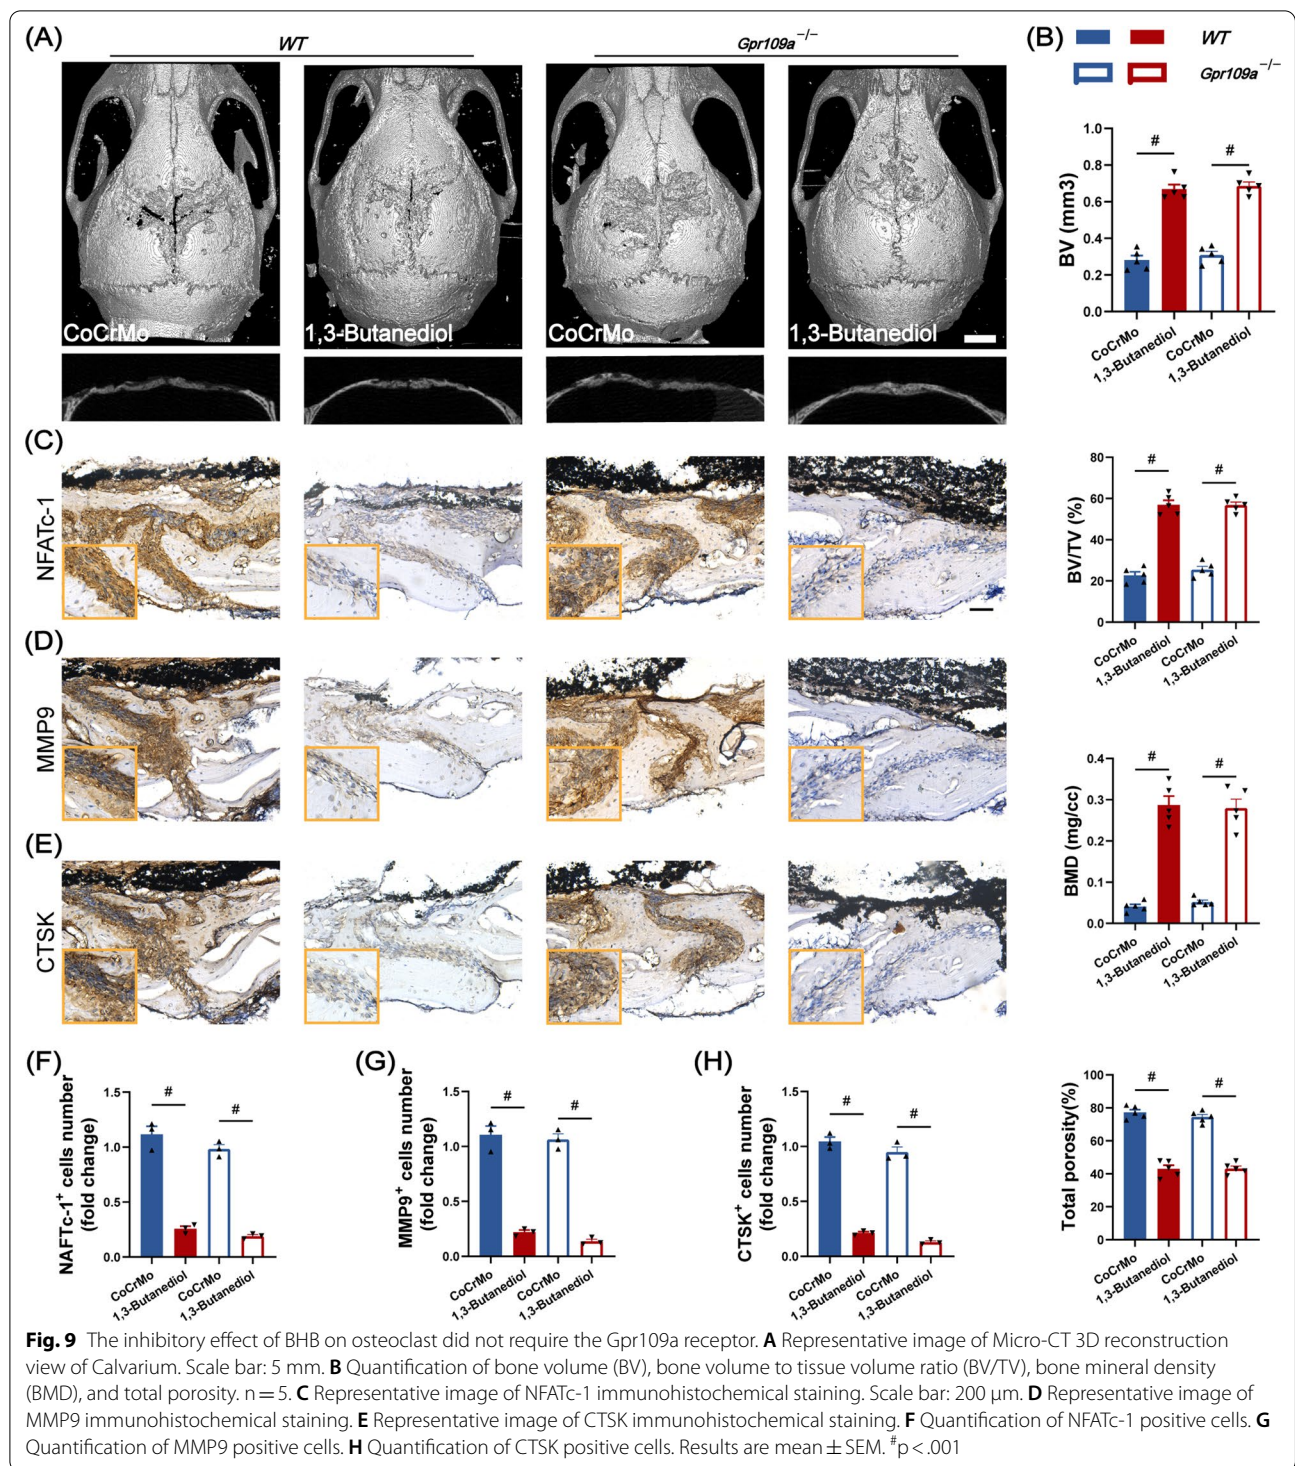 (A)
WT
Gpr109a−/−
CoCrMo
1,3-Butanediol
CoCrMo
1,3-Butanediol
(B)
WT
Gpr109a−/−
BV (mm3)
1.0
0.8
0.6
0.4
0.2
0.0
#
#
CoCrMo
1,3-Butanediol
CoCrMo
1,3-Butanediol
BV/TV (%)
80
60
40
20
0
#
#
CoCrMo
1,3-Butanediol
CoCrMo
1,3-Butanediol
BMD (mg/cc)
0.4
0.3
0.2
0.1
0.0
#
#
CoCrMo
1,3-Butanediol
CoCrMo
1,3-Butanediol
Total porosity(%)
100
80
60
40
20
0
#
#
CoCrMo
1,3-Butanediol
CoCrMo
1,3-Butanediol
(C)
NFATc-1
(D)
MMP9
(E)
CTSK
(F)
NAFTc-1+ cells number
(fold change)
1.5
1.0
0.5
0.0
#
#
CoCrMo
1,3-Butanediol
CoCrMo
1,3-Butanediol
(G)
MMP9+ cells number
(fold change)
1.5
1.0
0.5
0.0
#
#
CoCrMo
1,3-Butanediol
CoCrMo
1,3-Butanediol
(H)
CTSK+ cells number
(fold change)
1.5
1.0
0.5
0.0
#
#
CoCrMo
1,3-Butanediol
CoCrMo
1,3-Butanediol
Fig. 9 The inhibitory effect of BHB on osteoclast did not require the Gpr109a receptor. A Representative image of Micro-CT 3D reconstruction
view of Calvarium. Scale bar: 5 mm. B Quantification of bone volume (BV), bone volume to tissue volume ratio (BV/TV), bone mineral density
(BMD), and total porosity. n = 5. C Representative image of NFATc-1 immunohistochemical staining. Scale bar: 200 μm. D Representative image of
MMP9 immunohistochemical staining. E Representative image of CTSK immunohistochemical staining. F Quantification of NFATc-1 positive cells. G
Quantification of MMP9 positive cells. H Quantification of CTSK positive cells. Results are mean ± SEM. #p < .001